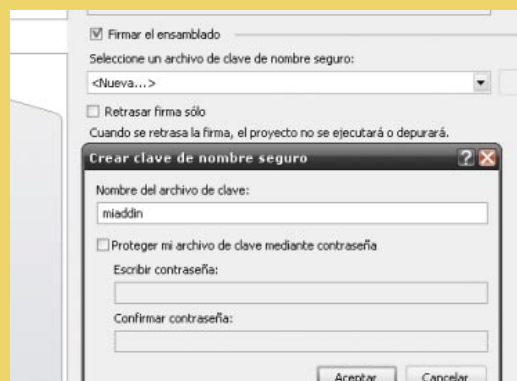 Firmar el ensamblado
Seleccione un archivo de clave de nombre seguro:
<Nueva...>
Retrasar firma sólo
Cuando se retrasa la firma, el proyecto no se ejecutará o depurará.
Crear clave de nombre seguro
Nombre del archivo de clave:
miaddin
Proteger mi archivo de clave mediante contraseña
Escribir contraseña:
Confirmar contraseña:
Aceptar Cancelar